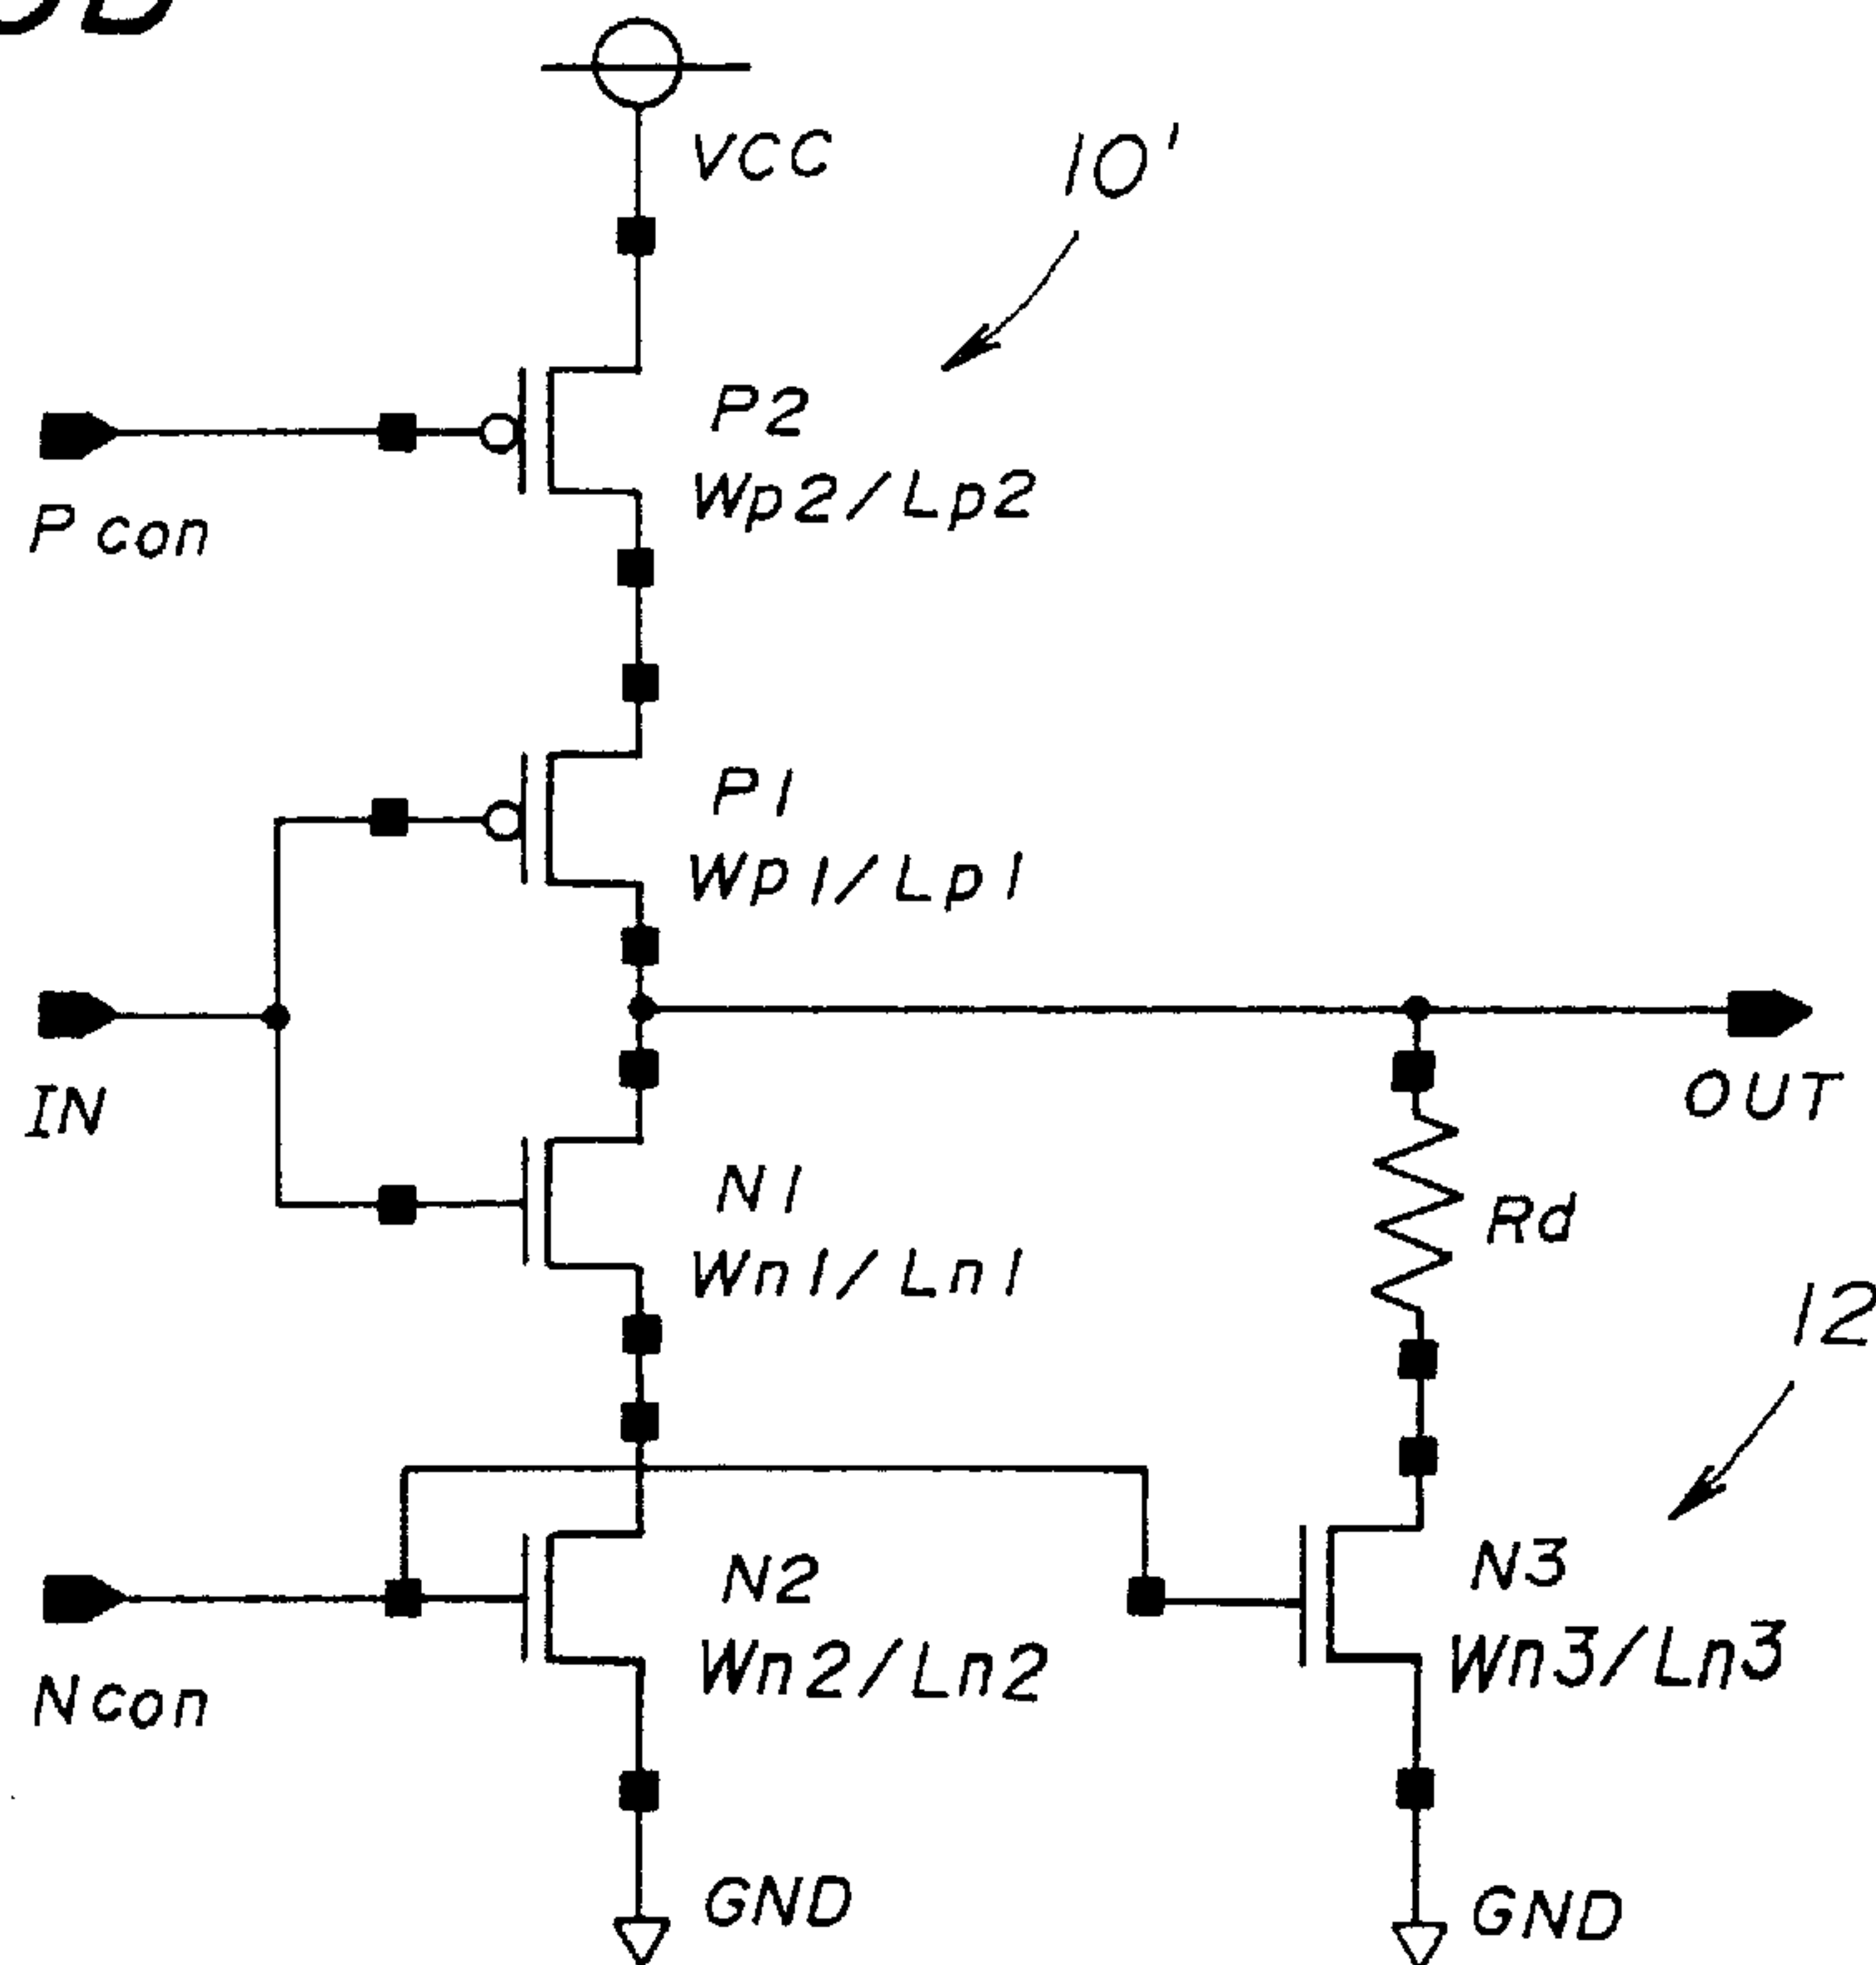 VCC
10'
P2
Wp2/Lp2
P con
P1
Wp1/Lp1
IN
OUT
N1
Wn1/Ln1
Rd
12
N2
Wn2/Ln2
N3
Wn3/Ln3
Ncon
GND
GND